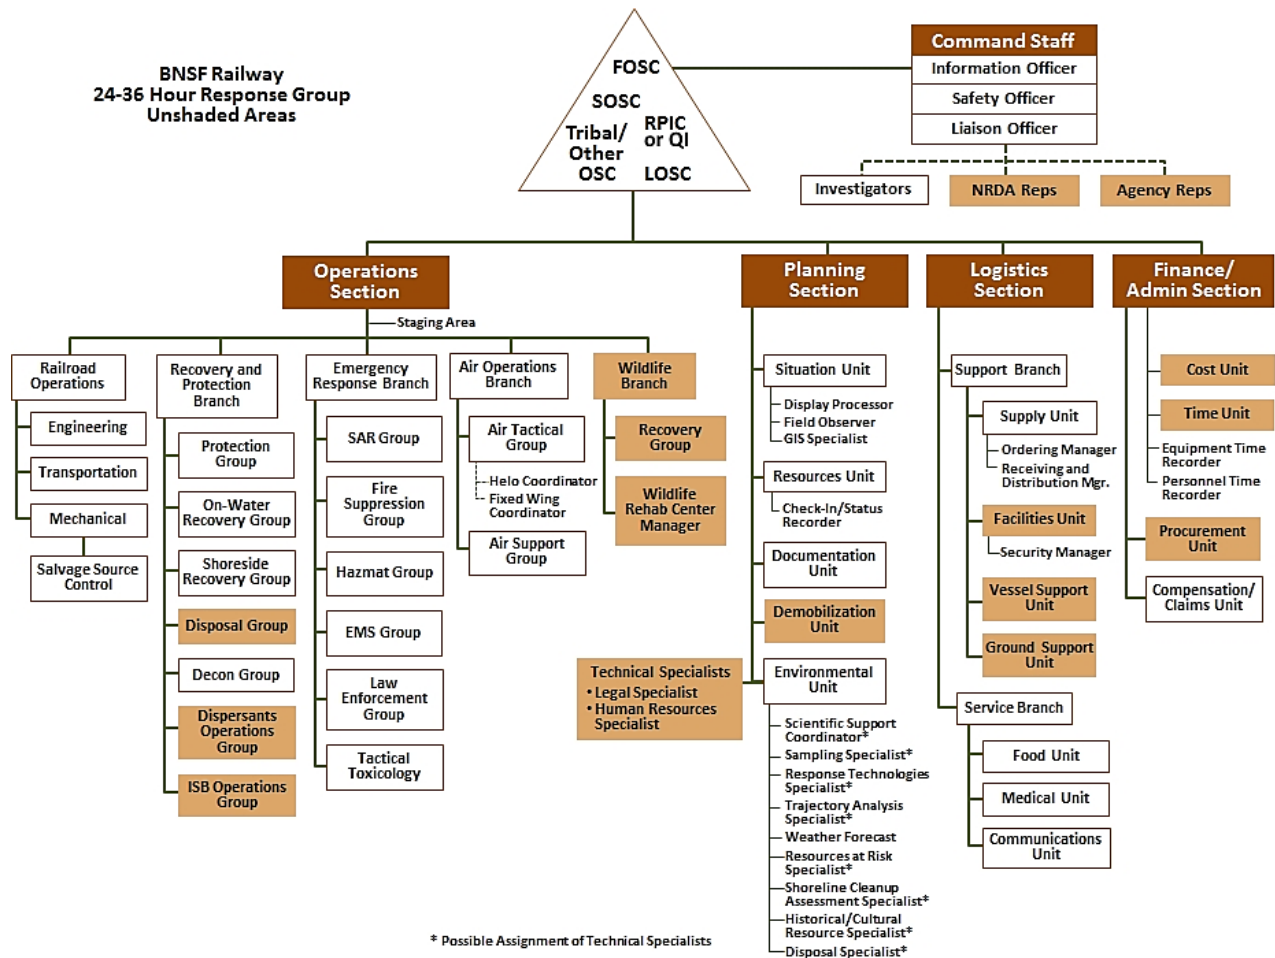 BNSF Railway
24-36 Hour Response Group
Unshaded Areas
FOSC
SOSC
Tribal/
Other
OSC
RPIC
or QI
LOSC
Command Staff
Information Officer
Safety Officer
Liaison Officer
Investigators
NRDA Reps
Agency Reps
Operations
Section
Staging Area
Railroad
Operations
Engineering
Transportation
Mechanical
Salvage Source
Control
Recovery and
Protection
Branch
Protection
Group
On-Water
Recovery Group
Shoreside
Recovery Group
Disposal Group
Decon Group
Dispersants
Operations
Group
ISB Operations
Group
Emergency
Response Branch
SAR Group
Fire
Suppression
Group
Hazmat Group
EMS Group
Law
Enforcement
Group
Tactical
Toxicology
Air Operations
Branch
Air Tactical
Group
Helo Coordinator
Fixed Wing
Coordinator
Air Support
Group
Wildlife
Branch
Recovery
Group
Wildlife
Rehab Center
Manager
Planning
Section
Situation Unit
Display Processor
Field Observer
GIS Specialist
Resources Unit
Check-In/Status
Recorder
Documentation
Unit
Demobilization
Unit
Technical Specialists
• Legal Specialist
• Human Resources
Specialist
Environmental
Unit
Scientific Support
Coordinator*
Sampling Specialist*
Response Technologies
Specialist*
Trajectory Analysis
Specialist*
Weather Forecast
Resources at Risk
Specialist*
Shoreline Cleanup
Assessment Specialist*
Historical/Cultural
Resource Specialist*
Disposal Specialist*
Logistics
Section
Support Branch
Supply Unit
Ordering Manager
Receiving and
Distribution Mgr.
Facilities Unit
Security Manager
Vessel Support
Unit
Ground Support
Unit
Service Branch
Food Unit
Medical Unit
Communications
Unit
Finance/
Admin Section
Cost Unit
Time Unit
Equipment Time
Recorder
Personnel Time
Recorder
Procurement
Unit
Compensation/
Claims Unit
* Possible Assignment of Technical Specialists